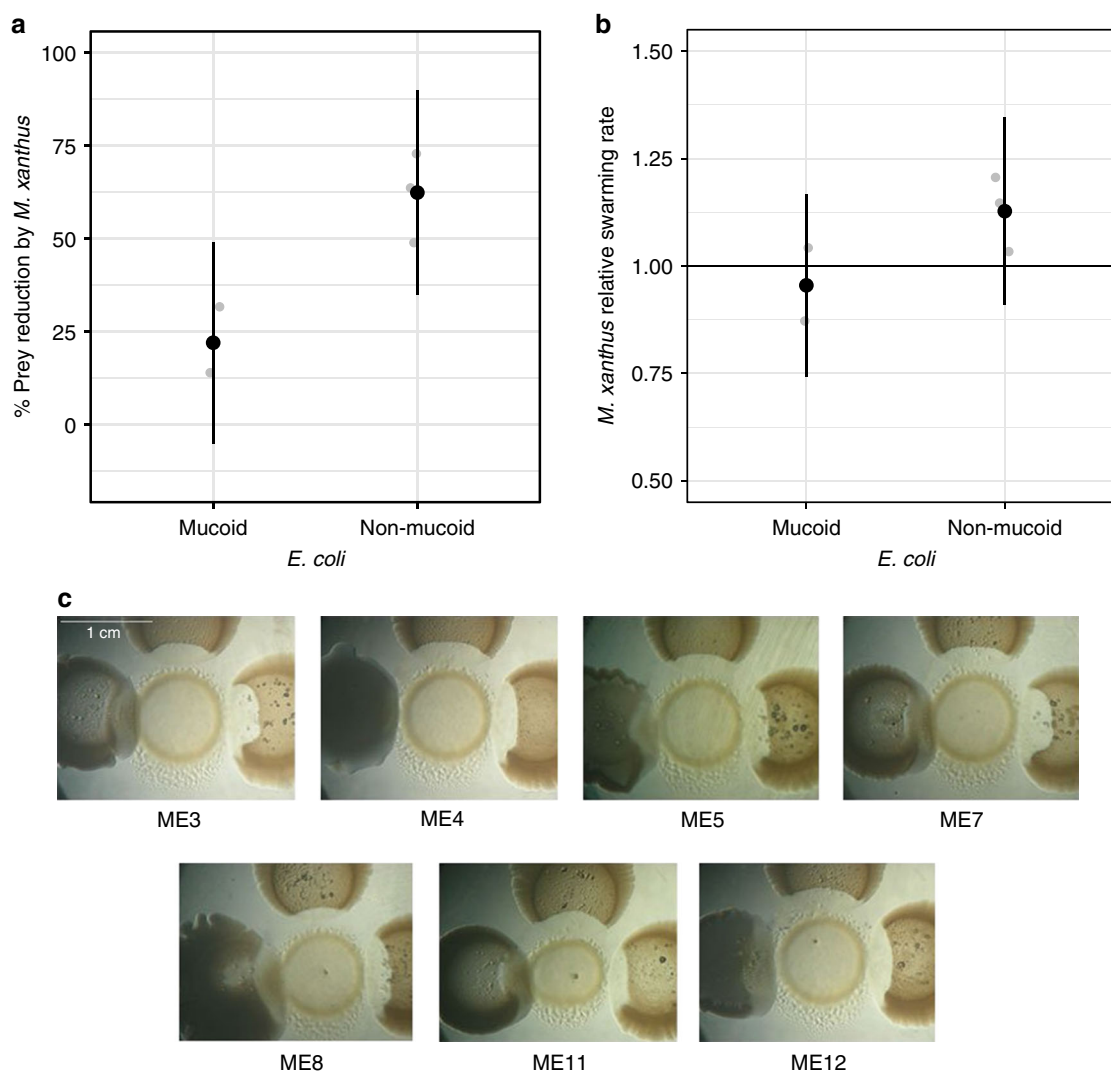 a
% Prey reduction by M. xanthus
100
75
50
25
0
Mucoid
Non-mucoid
E. coli
b
M. xanthus relative swarming rate
1.50
1.25
1.00
0.75
0.50
Mucoid
Non-mucoid
E. coli
c
1 cm
ME3
ME4
ME5
ME7
ME8
ME11
ME12